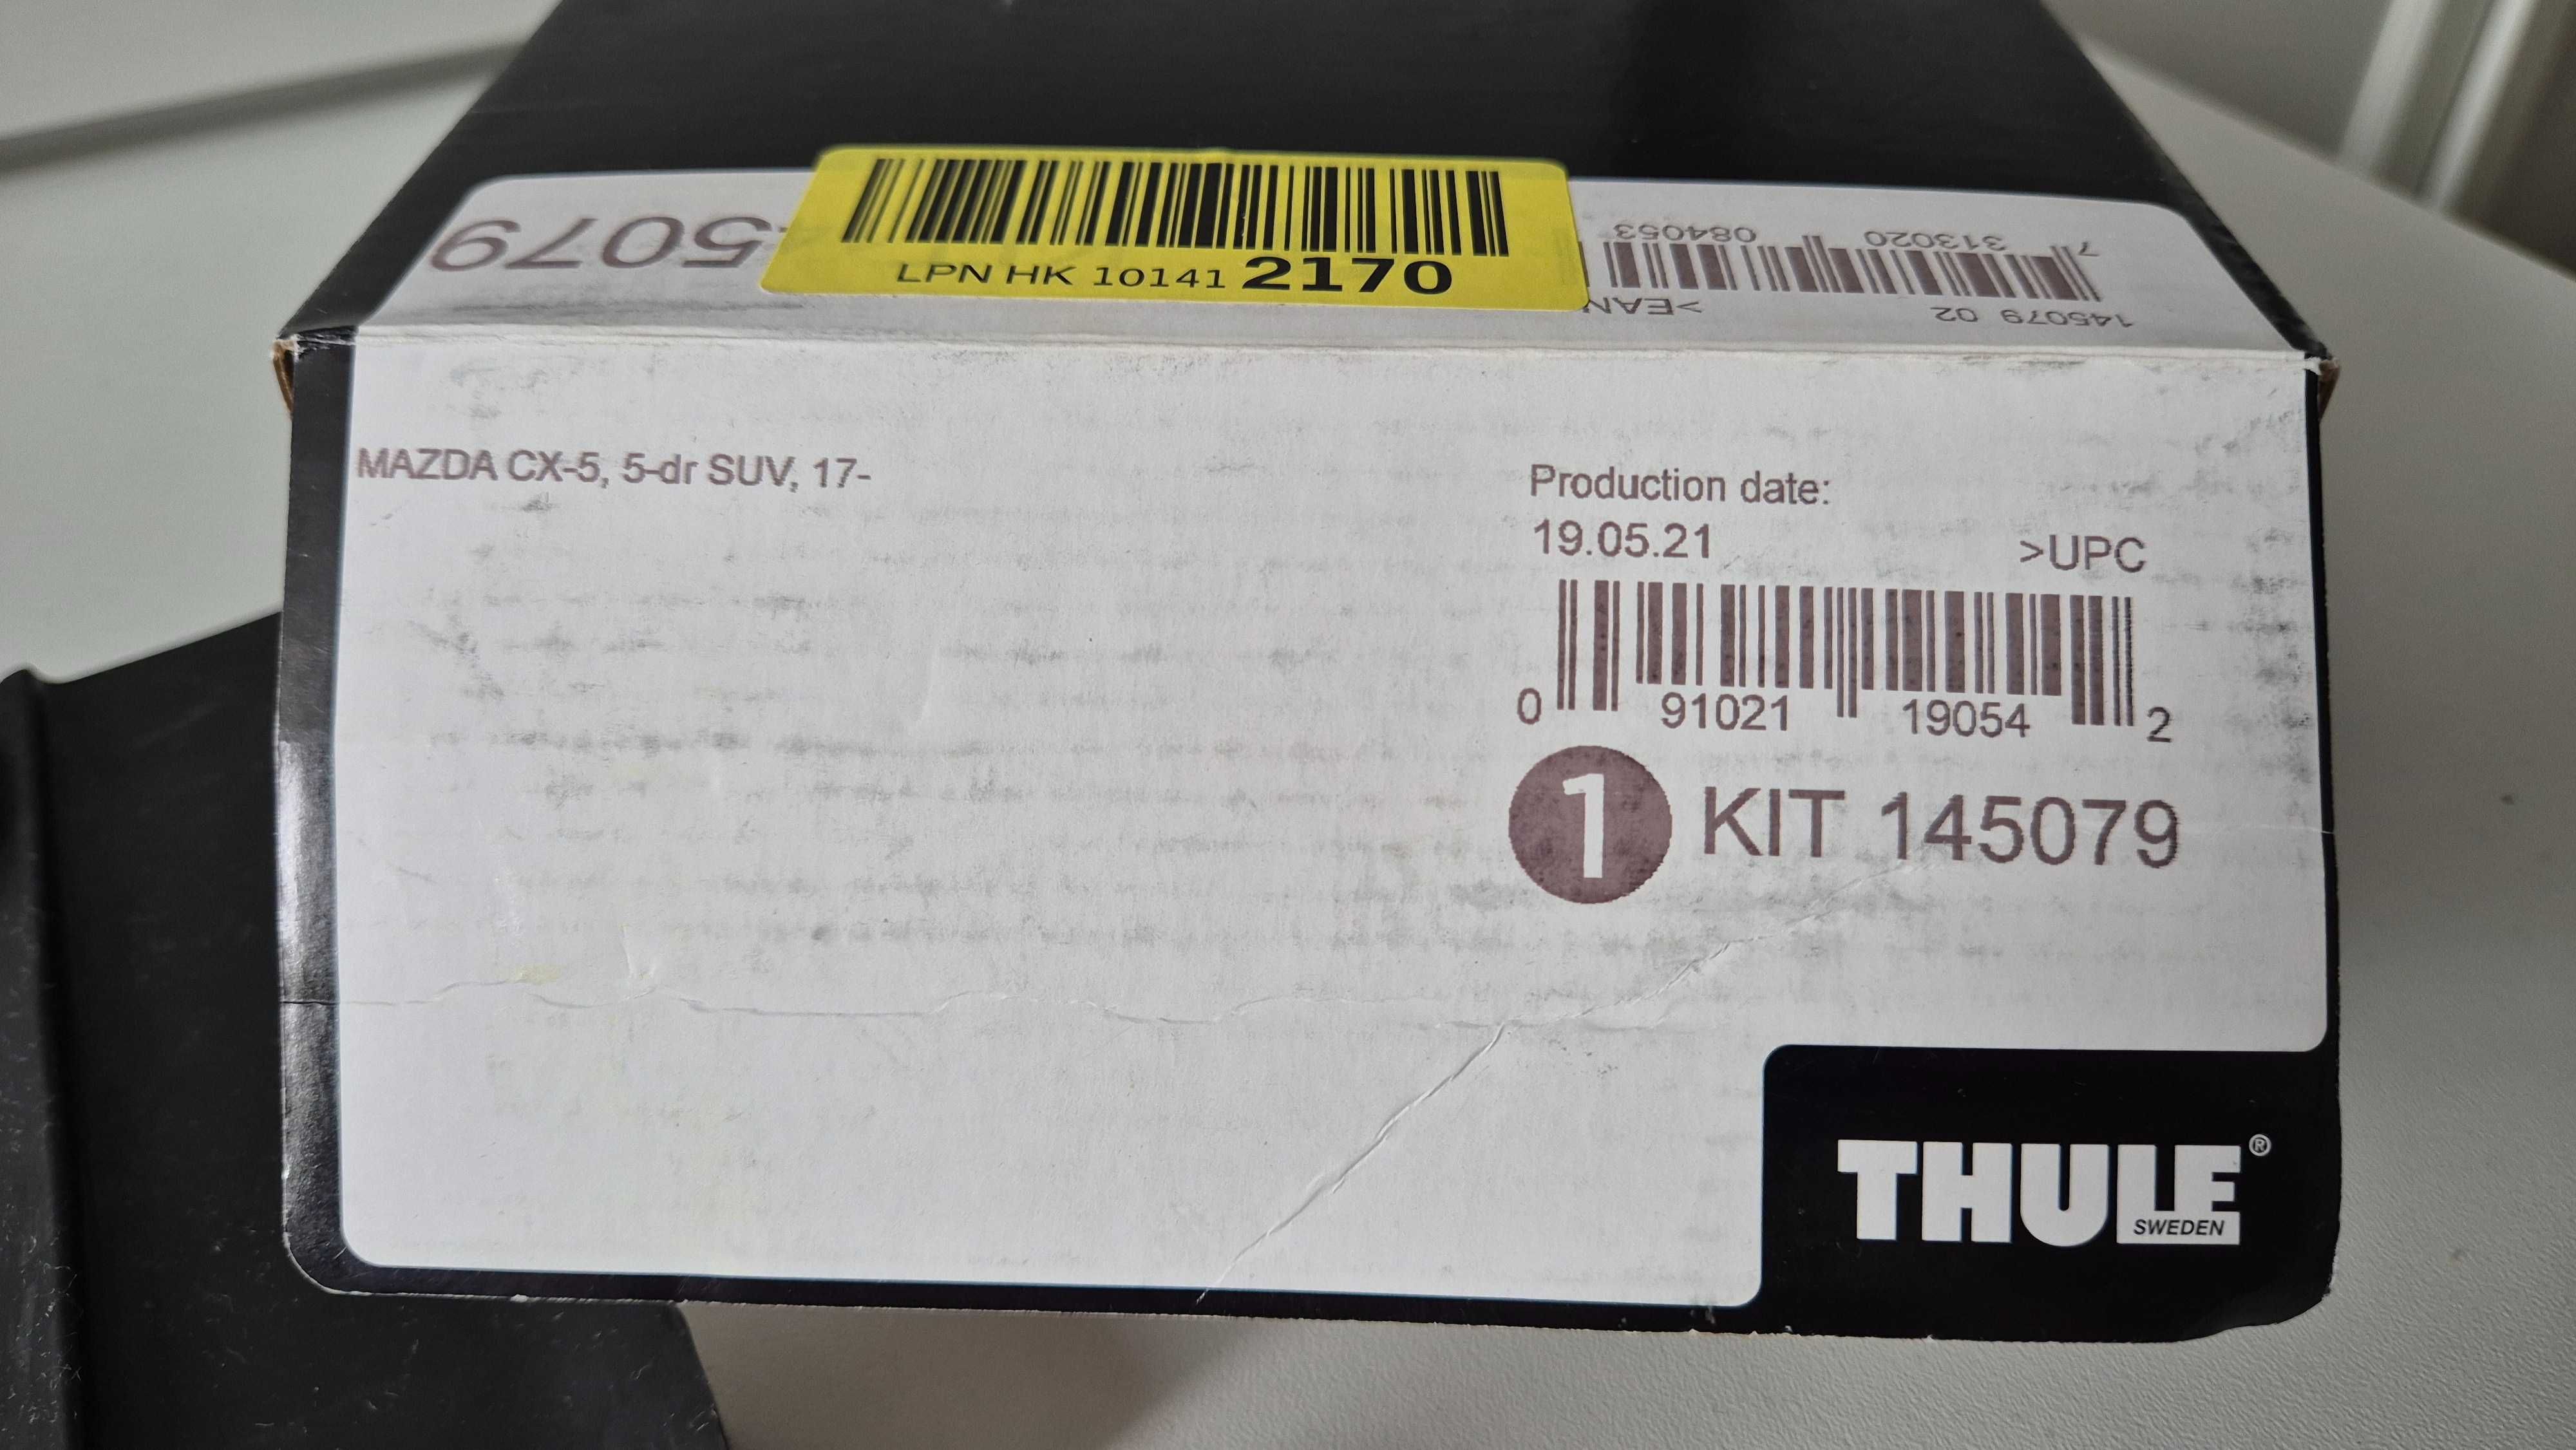 5079
LPN HK 10141 2170
7 313020 084053
>EAN
145079 02
MAZDA CX-5, 5-dr SUV, 17-
Production date:
19.05.21
>UPC
0 91021 19054 2
1 KIT 145079
THULE®
SWEDEN